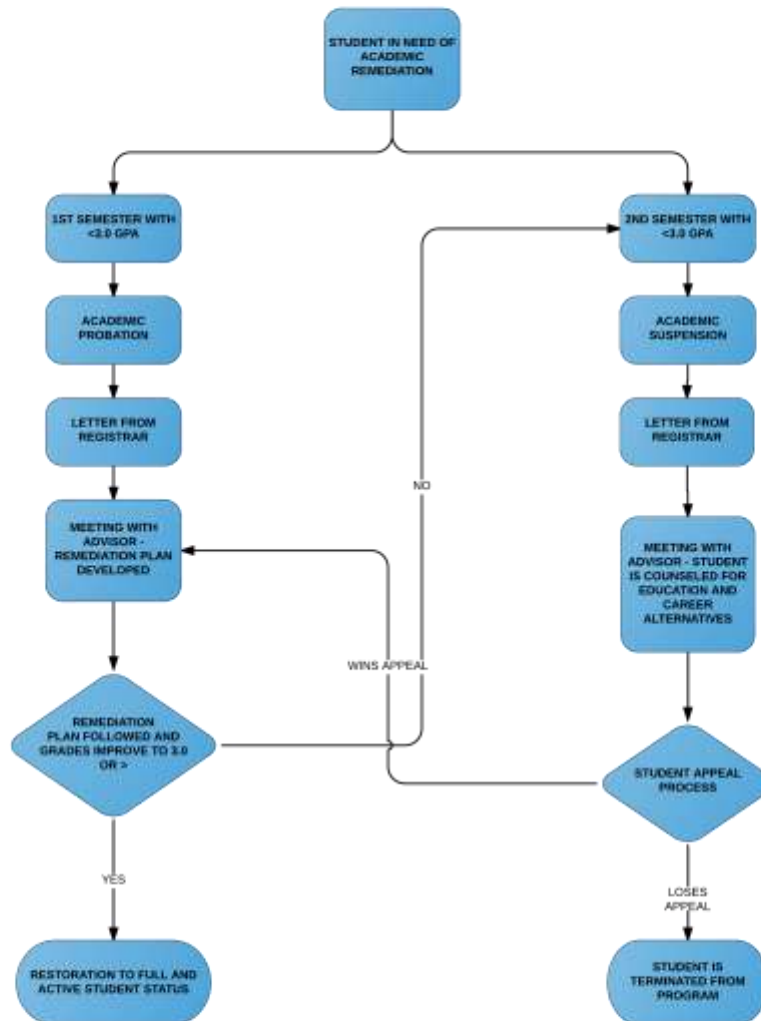 STUDENT IN NEED OF
ACADEMIC
REMEDIATION
1ST SEMESTER WITH
<3.0 GPA
2ND SEMESTER WITH
<3.0 GPA
ACADEMIC
PROBATION
ACADEMIC
SUSPENSION
LETTER FROM
REGISTRAR
LETTER FROM
REGISTRAR
NO
MEETING WITH
ADVISOR -
REMEDIATION PLAN
DEVELOPED
MEETING WITH
ADVISOR - STUDENT
IS COUNSELED FOR
EDUCATION AND
CAREER
ALTERNATIVES
WINS APPEAL
REMEDIATION
PLAN FOLLOWED AND
GRADES IMPROVE TO 3.0
OR >
STUDENT APPEAL
PROCESS
YES
LOSES
APPEAL
RESTORATION TO FULL AND
ACTIVE STUDENT STATUS
STUDENT IS
TERMINATED FROM
PROGRAM